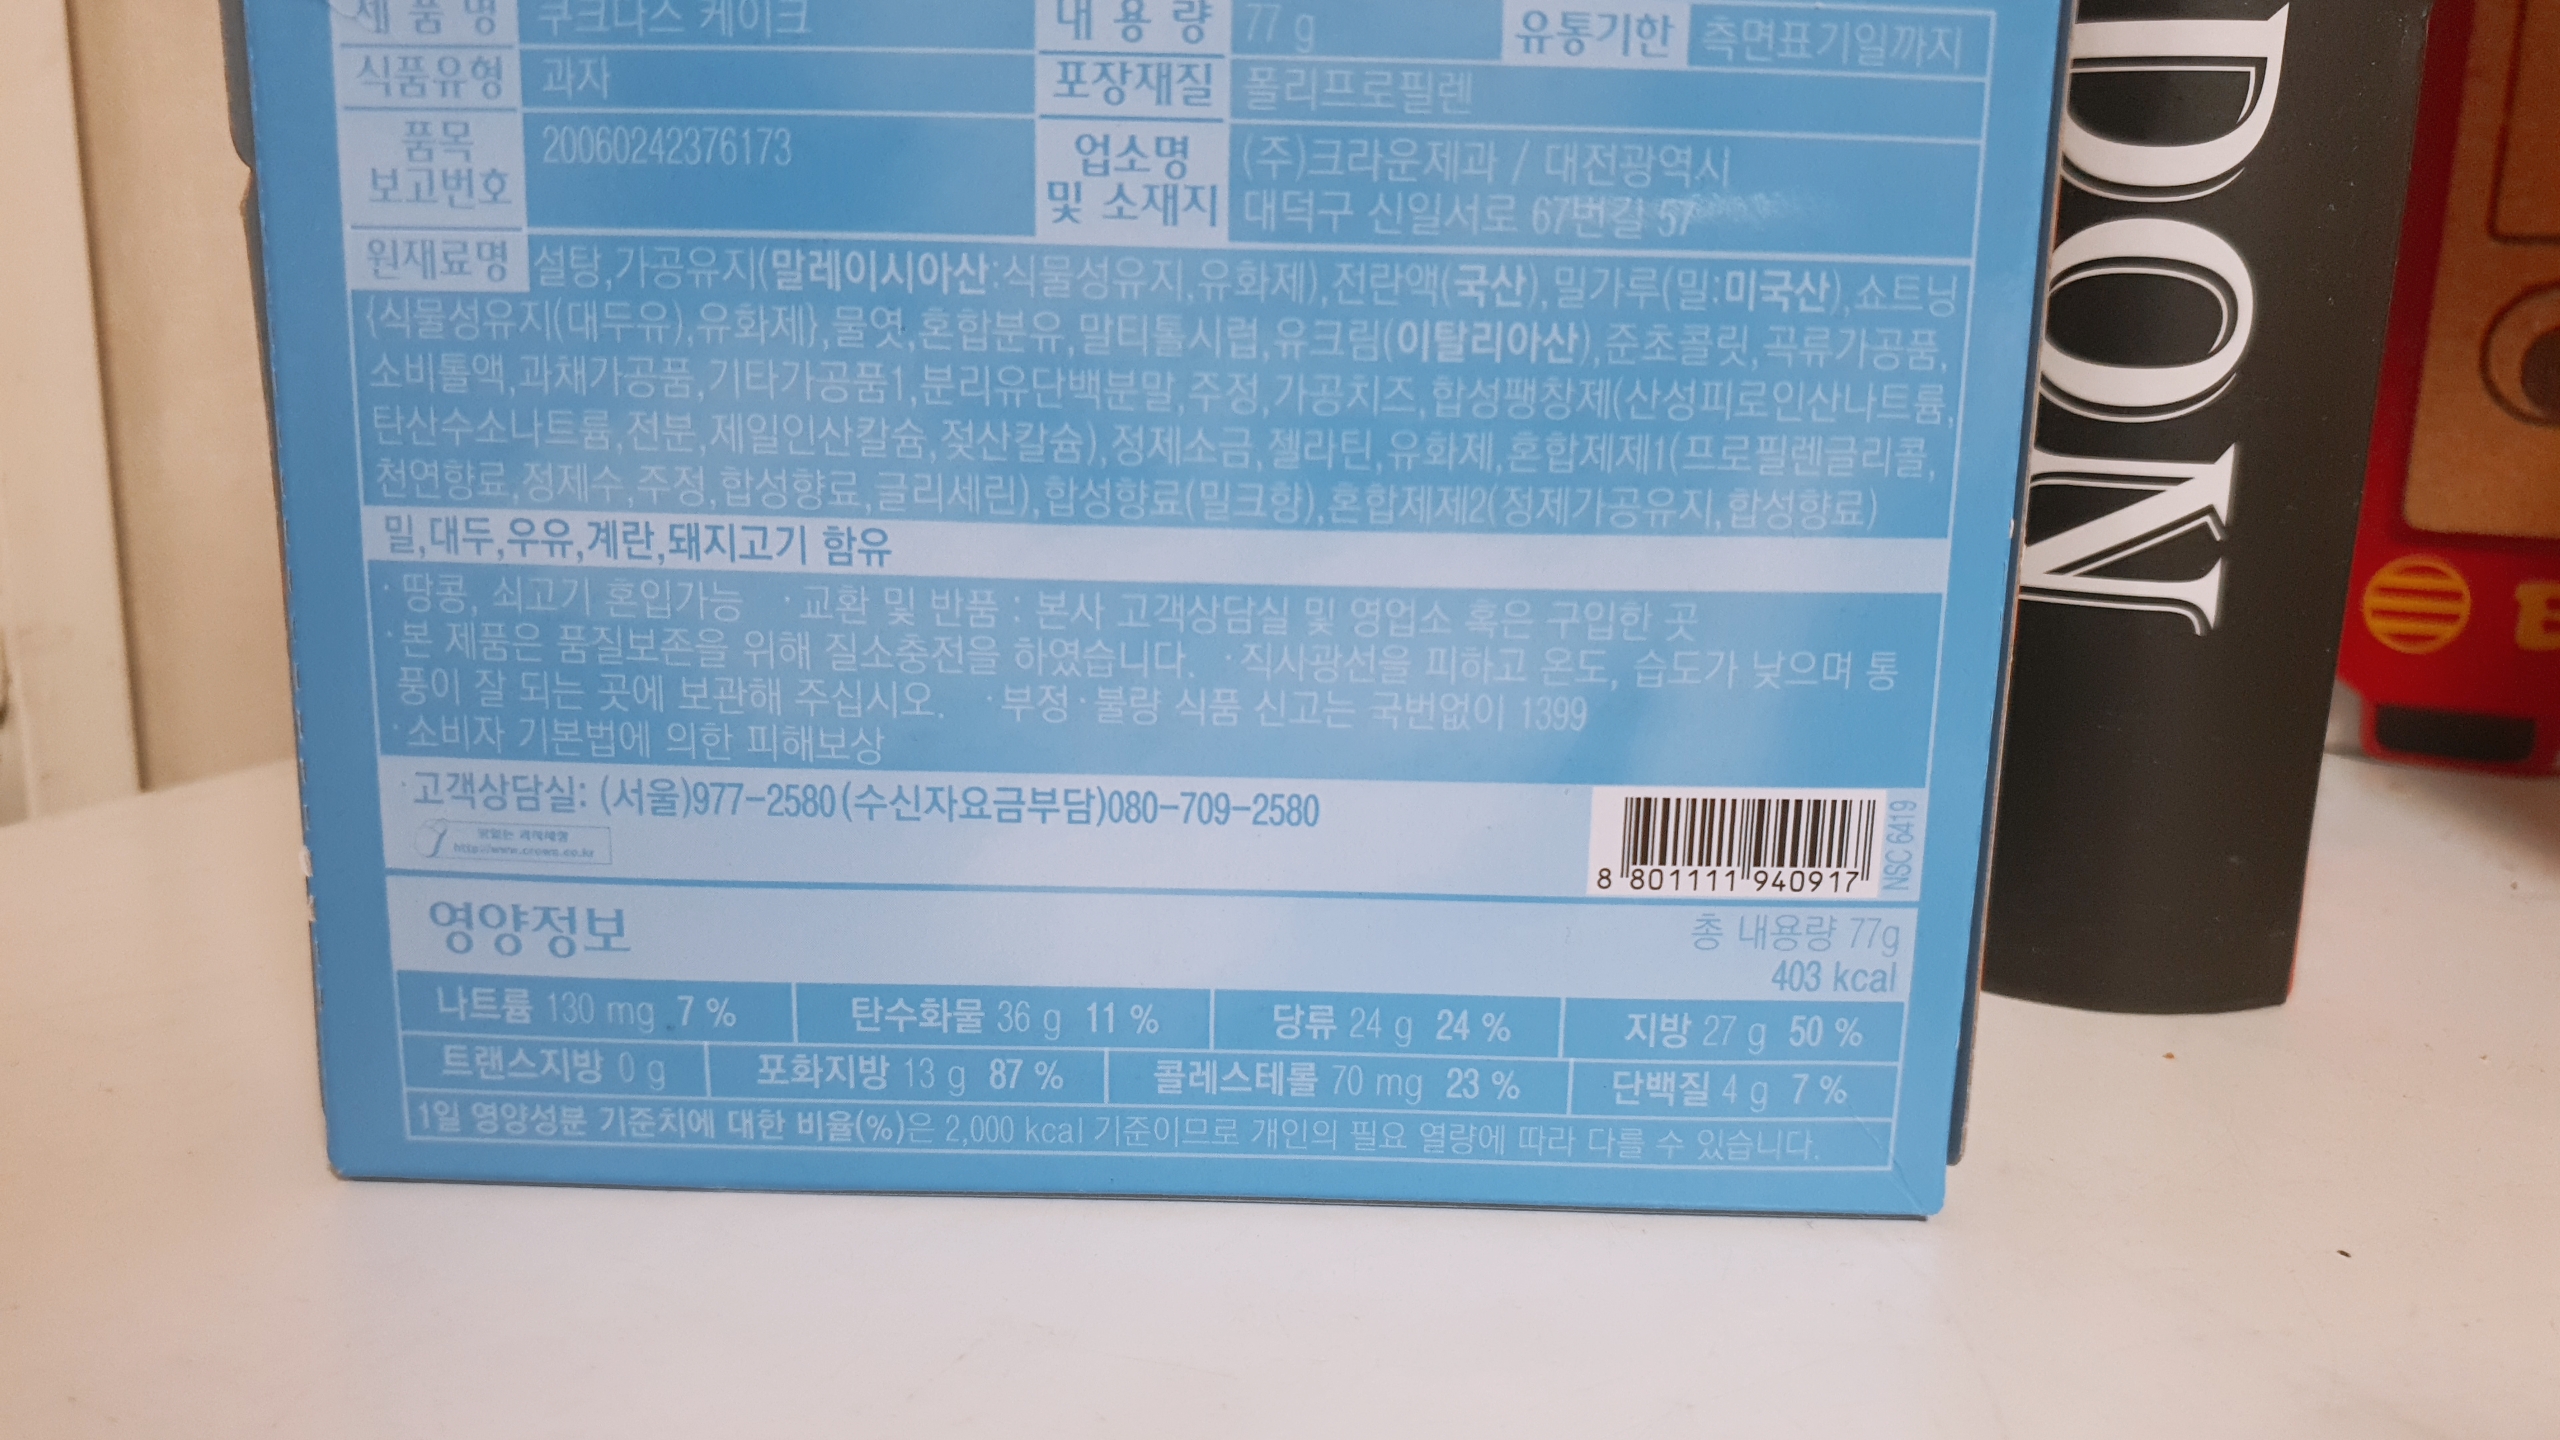 제품명 쿠크다스 케이크 내용량 77 g 유통기한 측면표기일까지
식품유형 과자 포장재질 폴리프로필렌
품목 보고번호 20060242376173 업소명 및 소재지 (주)크라운제과 / 대전광역시
대덕구 신일서로 67번길 57
원재료명 설탕,가공유지(말레이시아산:식물성유지,유화제),전란액(국산),밀가루(밀:미국산),쇼트닝
{식물성유지(대두유),유화제},물엿,혼합분유,말티톨시럽,유크림(이탈리아산),준초콜릿,곡류가공품,
소비톨액,과채가공품,기타가공품1,분리유단백분말,주정,가공치즈,합성팽창제(산성피로인산나트륨,
탄산수소나트륨,전분,제일인산칼슘,젖산칼슘),정제소금,젤라틴,유화제,혼합제제1(프로필렌글리콜,
천연향료,정제수,주정,합성향료,글리세린),합성향료(밀크향),혼합제제2(정제가공유지,합성향료)
밀,대두,우유,계란,돼지고기 함유
·땅콩, 쇠고기 혼입가능 ·교환 및 반품 : 본사 고객상담실 및 영업소 혹은 구입한 곳
·본 제품은 품질보존을 위해 질소충전을 하였습니다. ·직사광선을 피하고 온도, 습도가 낮으며 통
풍이 잘 되는 곳에 보관해 주십시오. ·부정·불량 식품 신고는 국번없이 1399
·소비자 기본법에 의한 피해보상
·고객상담실: (서울)977-2580(수신자요금부담)080-709-2580
http://www.crown.co.kr
8 801111 940917
NSC 6419
영양정보
총 내용량 77g
403 kcal
나트륨 130 mg 7 % 탄수화물 36 g 11 % 당류 24 g 24 % 지방 27 g 50 %
트랜스지방 0 g 포화지방 13 g 87 % 콜레스테롤 70 mg 23 % 단백질 4 g 7 %
1일 영양성분 기준치에 대한 비율(%)은 2,000 kcal 기준이므로 개인의 필요 열량에 따라 다를 수 있습니다.
DON